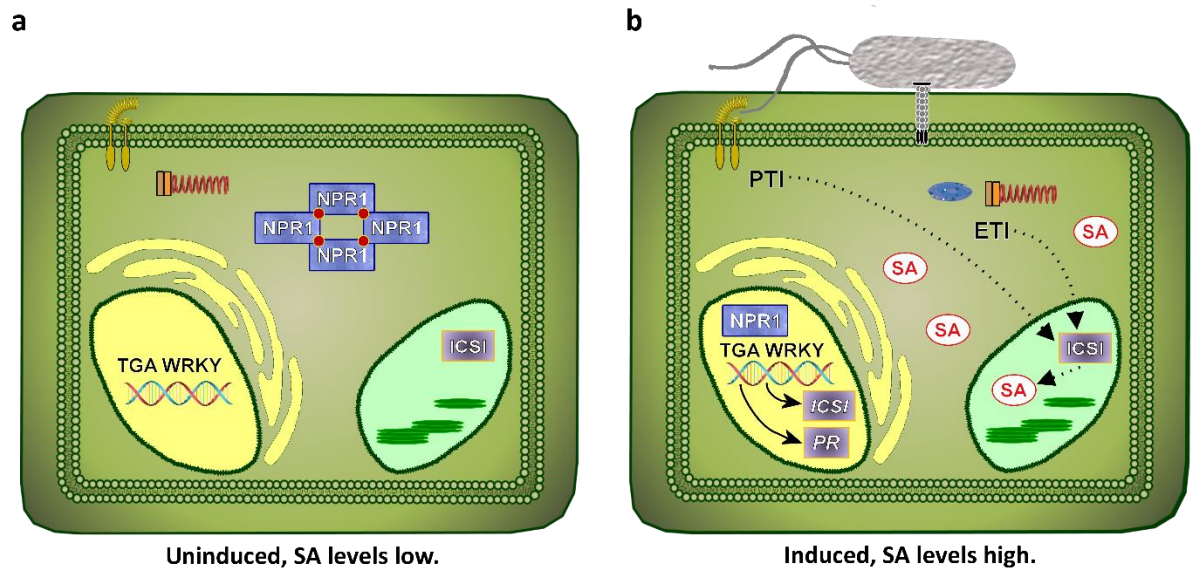 a
NPR1
NPR1 NPR1
NPR1
ICSI
TGA WRKY
Uninduced, SA levels low.
b
PTI
ETI
SA
SA
SA
NPR1
TGA WRKY
ICSI
PR
ICSI
SA
Induced, SA levels high.